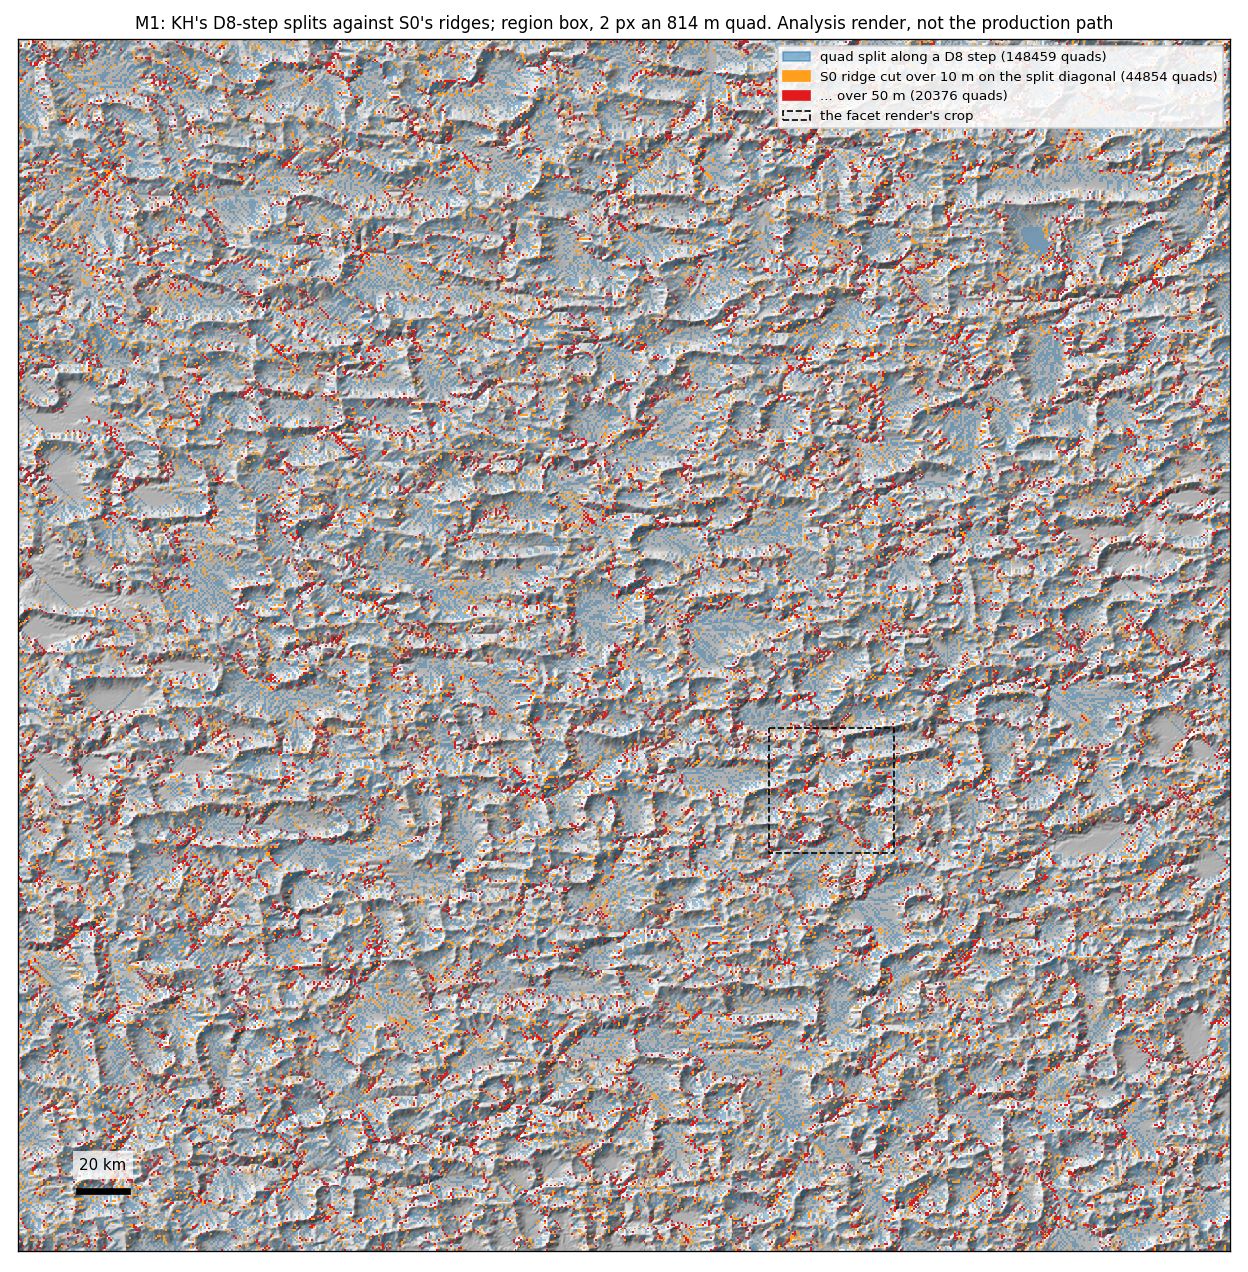 M1: KH's D8-step splits against S0's ridges; region box, 2 px an 814 m quad. Analysis render, not the production path
quad split along a D8 step (148459 quads)
S0 ridge cut over 10 m on the split diagonal (44854 quads)
... over 50 m (20376 quads)
the facet render's crop
20 km